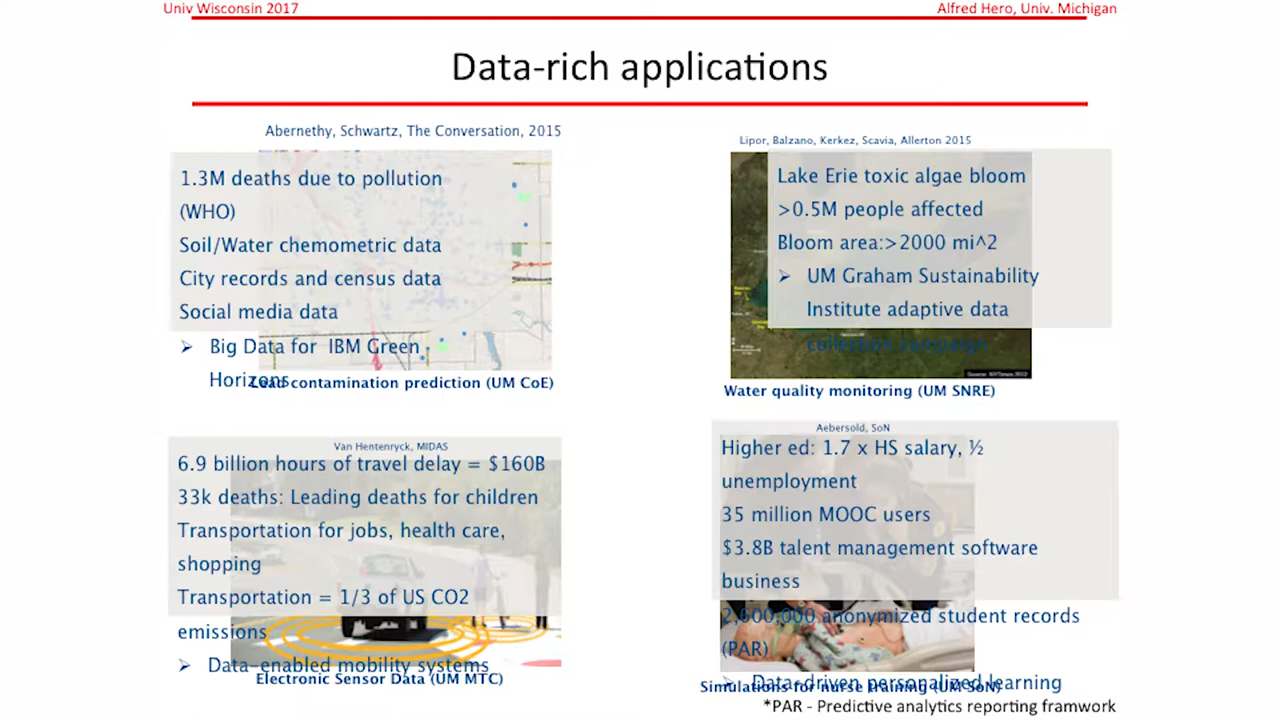 Univ Wisconsin 2017
Alfred Hero, Univ. Michigan
Data-rich applications
Abernethy, Schwartz, The Conversation, 2015
1.3M deaths due to pollution
(WHO)
Soil/Water chemometric data
City records and census data
Social media data
➢ Big Data for IBM Green
Horizons
Lead contamination prediction (UM CoE)
Lipor, Balzano, Kerkez, Scavia, Allerton 2015
Lake Erie toxic algae bloom
>0.5M people affected
Bloom area:>2000 mi^2
➢ UM Graham Sustainability
Institute adaptive data
collection campaign
Water quality monitoring (UM SNRE)
Van Hentenryck, MIDAS
6.9 billion hours of travel delay = $160B
33k deaths: Leading deaths for children
Transportation for jobs, health care,
shopping
Transportation = 1/3 of US CO2
emissions
➢ Data-enabled mobility systems
Electronic Sensor Data (UM MTC)
Aebersold, SoN
Higher ed: 1.7 x HS salary, ½
unemployment
35 million MOOC users
$3.8B talent management software
business
2,600,000 anonymized student records
(PAR)
➢ Data-driven personalized learning
Simulations for nurse training (UM SoN)
*PAR - Predictive analytics reporting framwork